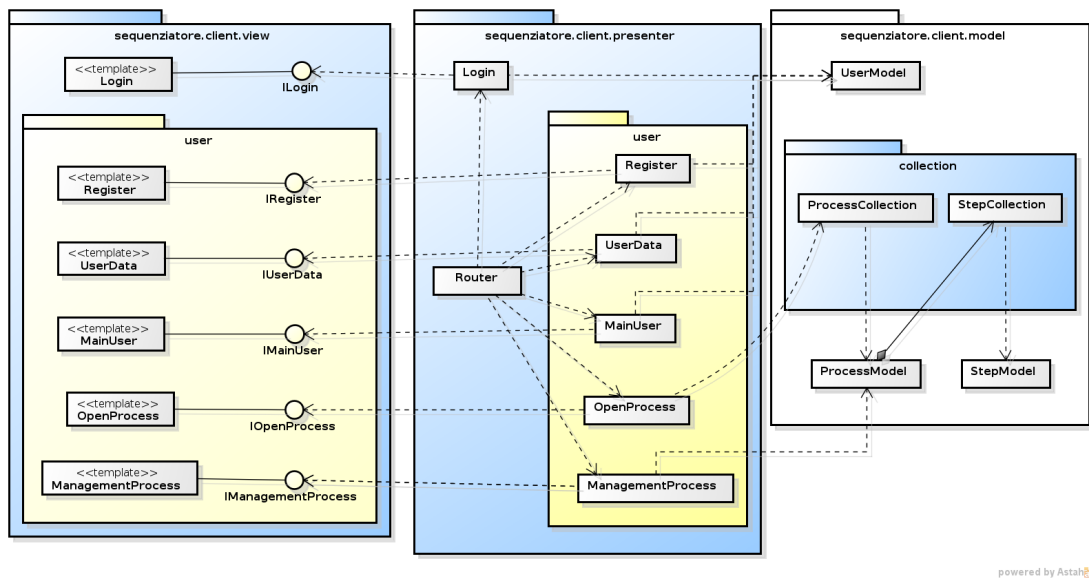 sequenziatore.client.view
<<template>>
Login
ILogin
user
<<template>>
Register
IRegister
<<template>>
UserData
IUserData
<<template>>
MainUser
IMainUser
<<template>>
OpenProcess
IOpenProcess
<<template>>
ManagementProcess
IManagementProcess
sequenziatore.client.presenter
Login
Router
user
Register
UserData
MainUser
OpenProcess
ManagementProcess
sequenziatore.client.model
UserModel
collection
ProcessCollection
StepCollection
ProcessModel
StepModel
powered by Astah